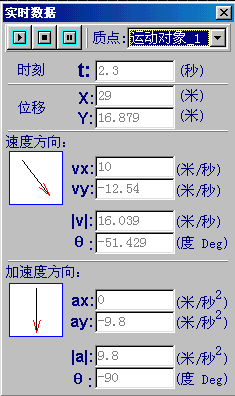 实时数据
质点: 运动对象 1
时刻 t: 2.3 (秒)
位移 X: 29 (米)
Y: 16.879 (米)
速度方向:
vx: 10 (米/秒)
vy: -12.54 (米/秒)
|v|: 16.039 (米/秒)
θ: -51.429 (度 Deg)
加速度方向:
ax: 0 (米/秒2)
ay: -9.8 (米/秒2)
|a|: 9.8 (米/秒2)
θ: -90 (度 Deg)